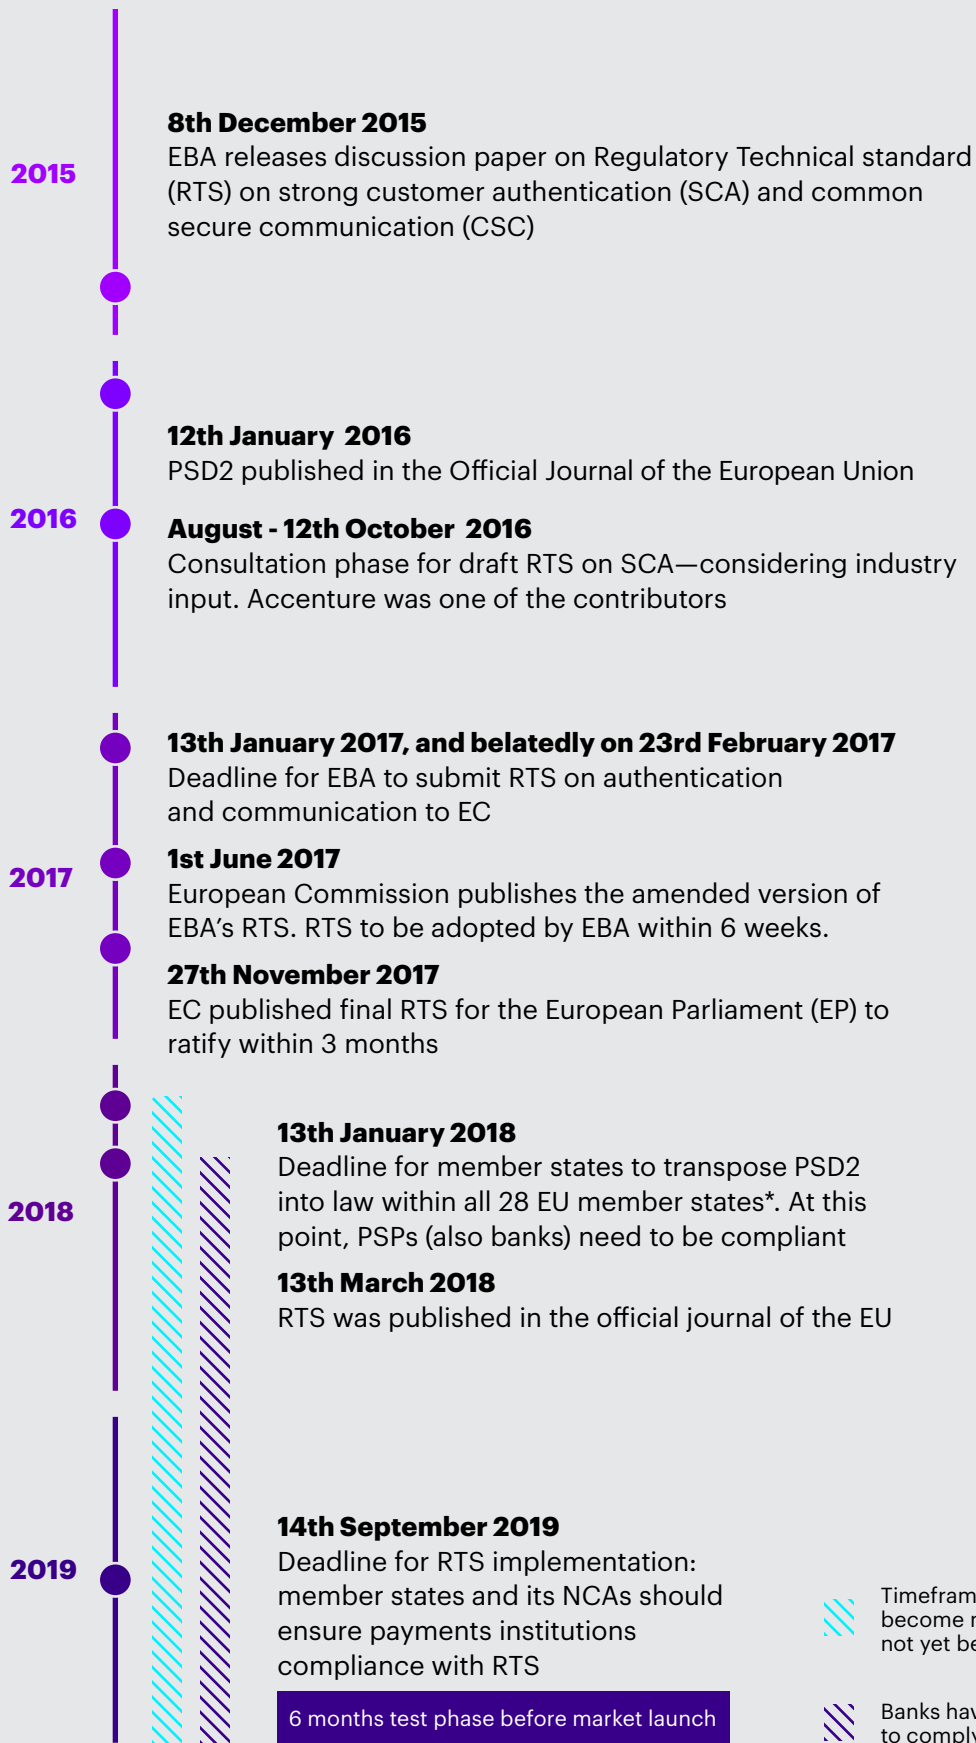 8th December 2015
2015
EBA releases discussion paper on Regulatory Technical standard
(RTS) on strong customer authentication (SCA) and common
secure communication (CSC)
12th January 2016
PSD2 published in the Official Journal of the European Union
2016
August - 12th October 2016
Consultation phase for draft RTS on SCA—considering industry
input. Accenture was one of the contributors
13th January 2017, and belatedly on 23rd February 2017
Deadline for EBA to submit RTS on authentication
and communication to EC
2017
1st June 2017
European Commission publishes the amended version of
EBA’s RTS. RTS to be adopted by EBA within 6 weeks.
27th November 2017
EC published final RTS for the European Parliament (EP) to
ratify within 3 months
13th January 2018
Deadline for member states to transpose PSD2
into law within all 28 EU member states*. At this
point, PSPs (also banks) need to be compliant
2018
13th March 2018
RTS was published in the official journal of the EU
14th September 2019
2019
Deadline for RTS implementation:
member states and its NCAs should
ensure payments institutions
compliance with RTS
6 months test phase before market launch
become
not yet
Banks
to comply